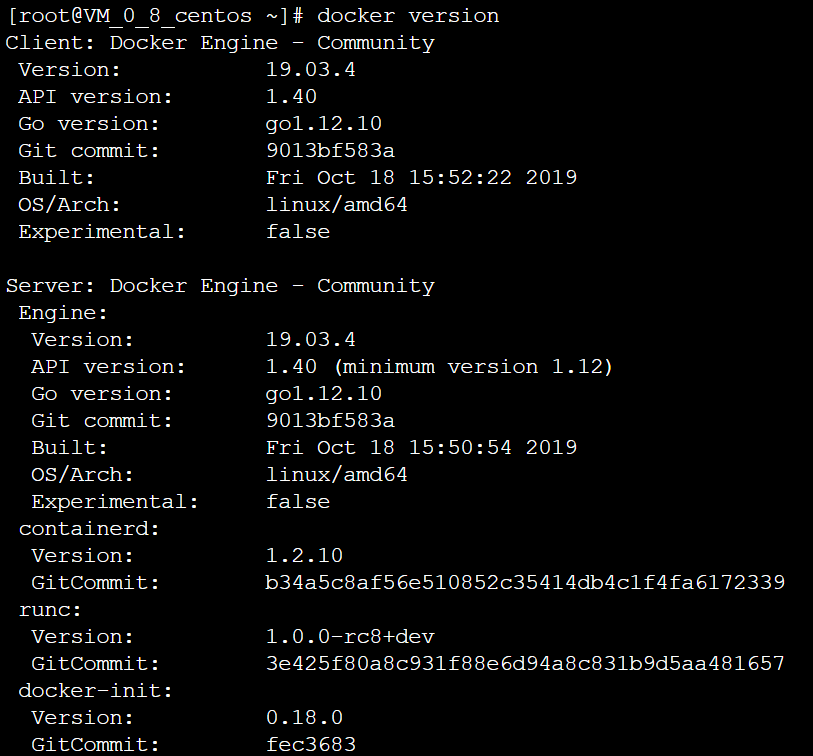 [root@VM_0_8_centos ~]# docker version
Client: Docker Engine - Community
Version: 19.03.4
API version: 1.40
Go version: go1.12.10
Git commit: 9013bf583a
Built: Fri Oct 18 15:52:22 2019
OS/Arch: linux/amd64
Experimental: false

Server: Docker Engine - Community
Engine:
Version: 19.03.4
API version: 1.40 (minimum version 1.12)
Go version: go1.12.10
Git commit: 9013bf583a
Built: Fri Oct 18 15:50:54 2019
OS/Arch: linux/amd64
Experimental: false
containerd:
Version: 1.2.10
GitCommit: b34a5c8af56e510852c35414db4c1f4fa6172339
runc:
Version: 1.0.0-rc8+dev
GitCommit: 3e425f80a8c931f88e6d94a8c831b9d5aa481657
docker-init:
Version: 0.18.0
GitCommit: fec3683